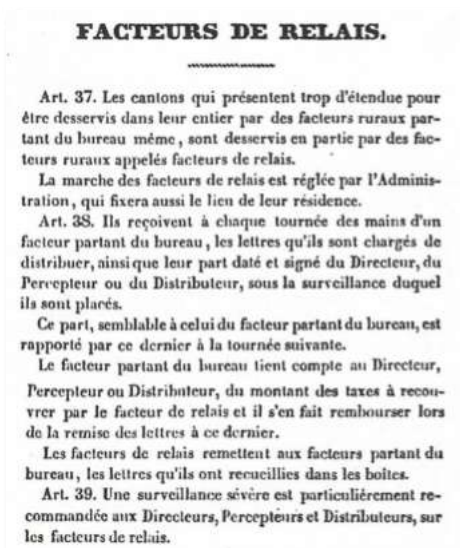 FACTEURS DE RELAIS.
Art. 37. Les cantons qui présentent trop d'étendue pour
être desservis dans leur entier par des facteurs ruraux par-
tant du bureau même, sont desservis en partie par des fac-
teurs ruraux appelés facteurs de relais.
La marche des facteurs de relais est réglée par l'Adminis-
tration, qui fixera aussi le lieu de leur résidence.
Art. 38. Ils reçoivent à chaque tournée des mains d'un
facteur partant du bureau, les lettres qu'ils sont chargés de
distribuer, ainsi que leur part daté et signé du Directeur, du
Percepteur ou du Distributeur, sous la surveillance duquel
ils sont placés.
Ce part, semblable à celui du facteur partant du bureau, est
rapporté par ce dernier à la tournée suivante.
Le facteur partant du bureau tient compte au Directeur,
Percepteur ou Distributeur, du montant des taxes à recou-
vrer par le facteur de relais et il s'en fait rembourser lors
de la remise des lettres à ce dernier.
Les facteurs de relais remettent aux facteurs partant du
bureau, les lettres qu'ils ont recueillies dans les boîtes.
Art. 39. Une surveillance sévère est particulièrement re-
commandée aux Directeurs, Percepteurs et Distributeurs, sur
les facteurs de relais.